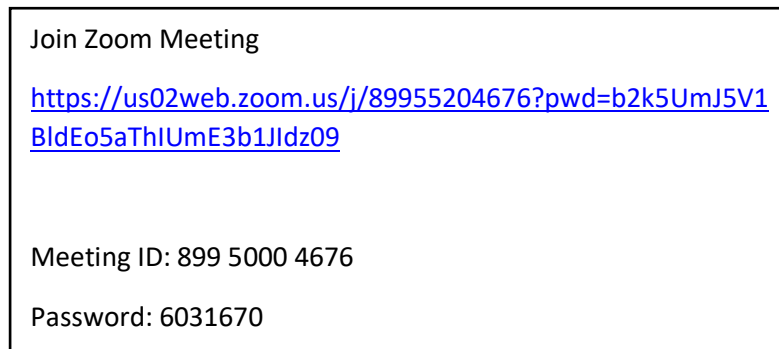 Join Zoom Meeting
https://us02web.zoom.us/j/89955204676?pwd=b2k5UmJ5V1
BldEo5aThIUmE3b1JIdz09
Meeting ID: 899 5000 4676
Password: 6031670